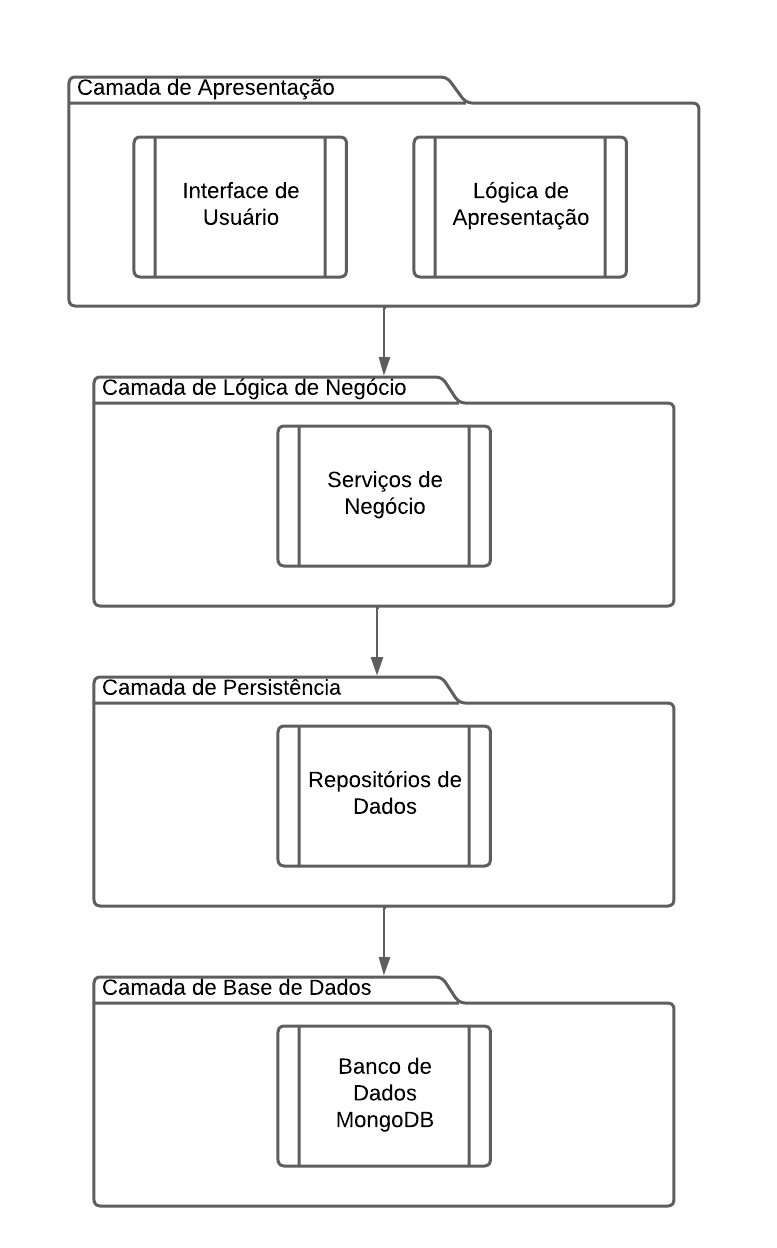 Camada de Apresentação
Interface de
Usuário
Lógica de
Apresentação
Camada de Lógica de Negócio
Serviços de
Negócio
Camada de Persistência
Repositórios de
Dados
Camada de Base de Dados
Banco de
Dados
MongoDB